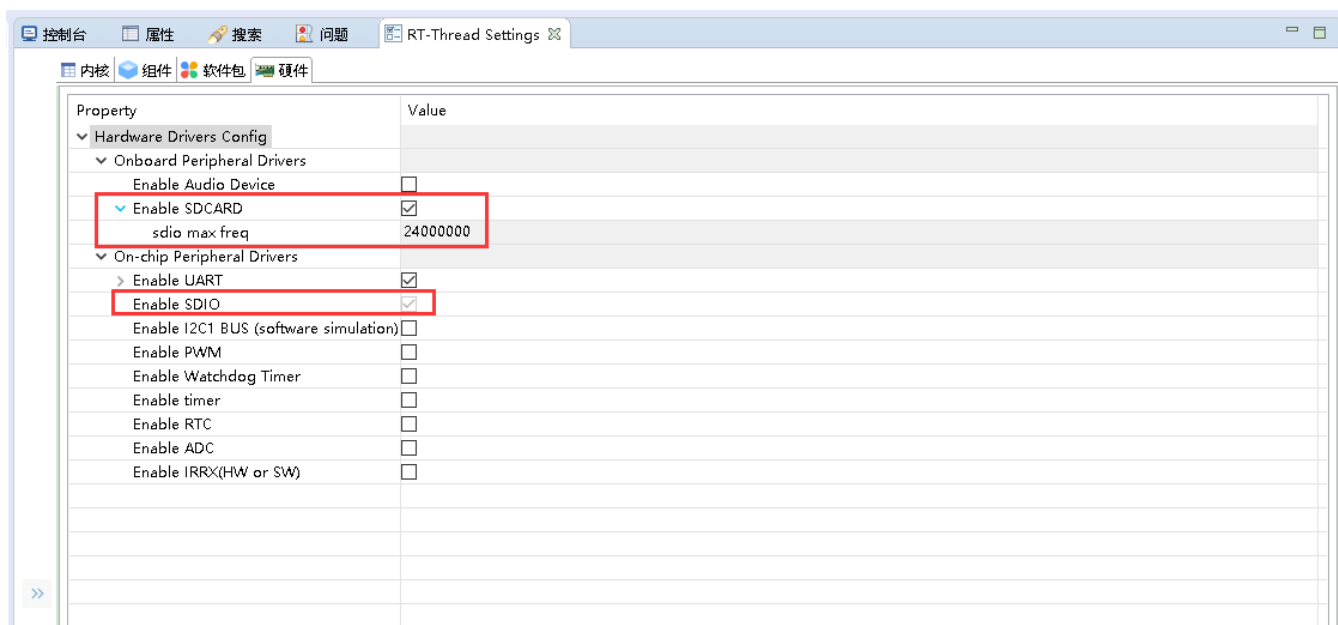 控制台 属性 搜索 问题 RT-Thread Settings
内核 组件 软件包 硬件
Property Value
Hardware Drivers Config
Onboard Peripheral Drivers
Enable Audio Device
Enable SDCARD
sdio max freq 24000000
On-chip Peripheral Drivers
Enable UART
Enable SDIO
Enable I2C1 BUS (software simulation)
Enable PWM
Enable Watchdog Timer
Enable timer
Enable RTC
Enable ADC
Enable IRRX(HW or SW)